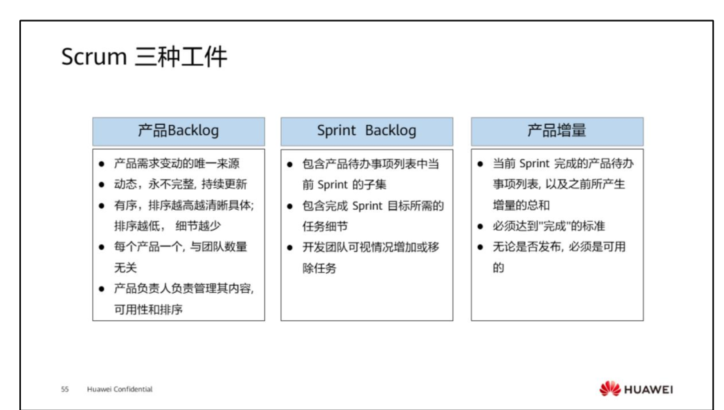 Scrum 三种工件
产品Backlog
● 产品需求变动的唯一来源
● 动态，永不完整, 持续更新
● 有序，排序越高越清晰具体;
排序越低， 细节越少
● 每个产品一个, 与团队数量
无关
● 产品负责人负责管理其内容,
可用性和排序
Sprint Backlog
● 包含产品待办事项列表中当
前 Sprint 的子集
● 包含完成 Sprint 目标所需的
任务细节
● 开发团队可视情况增加或移
除任务
产品增量
● 当前 Sprint 完成的产品待办
事项列表, 以及之前所产生
增量的总和
● 必须达到"完成"的标准
● 无论是否发布, 必须是可用
的
55 Huawei Confidential
HUAWEI